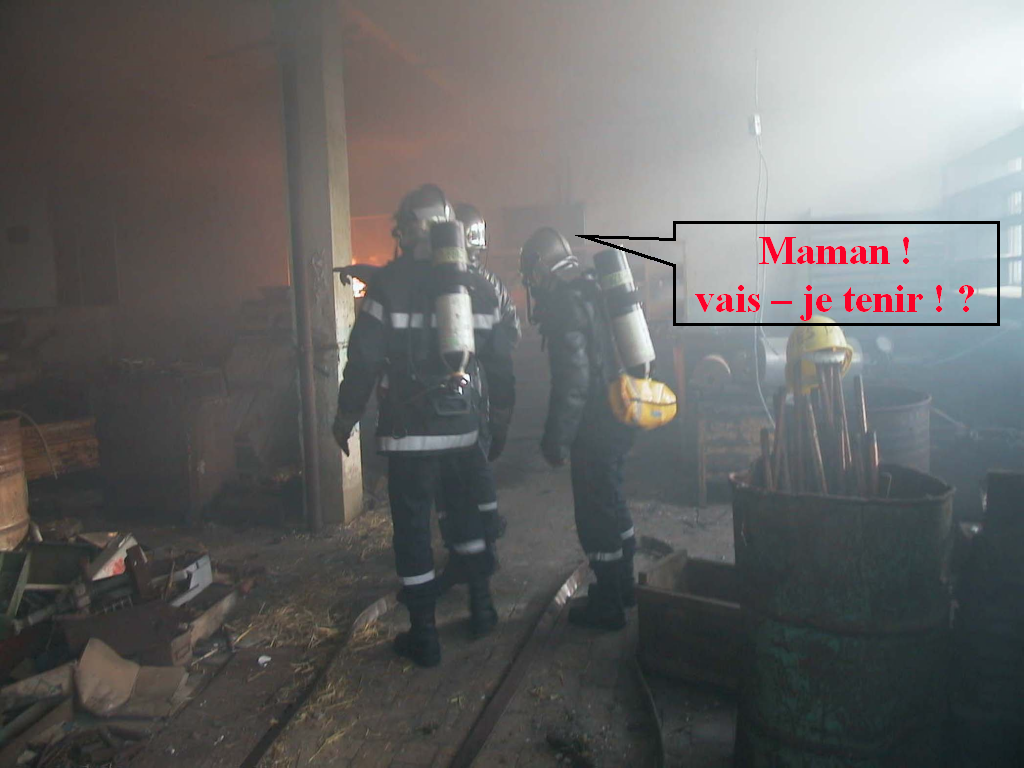 Maman !
vais – je tenir ! ?